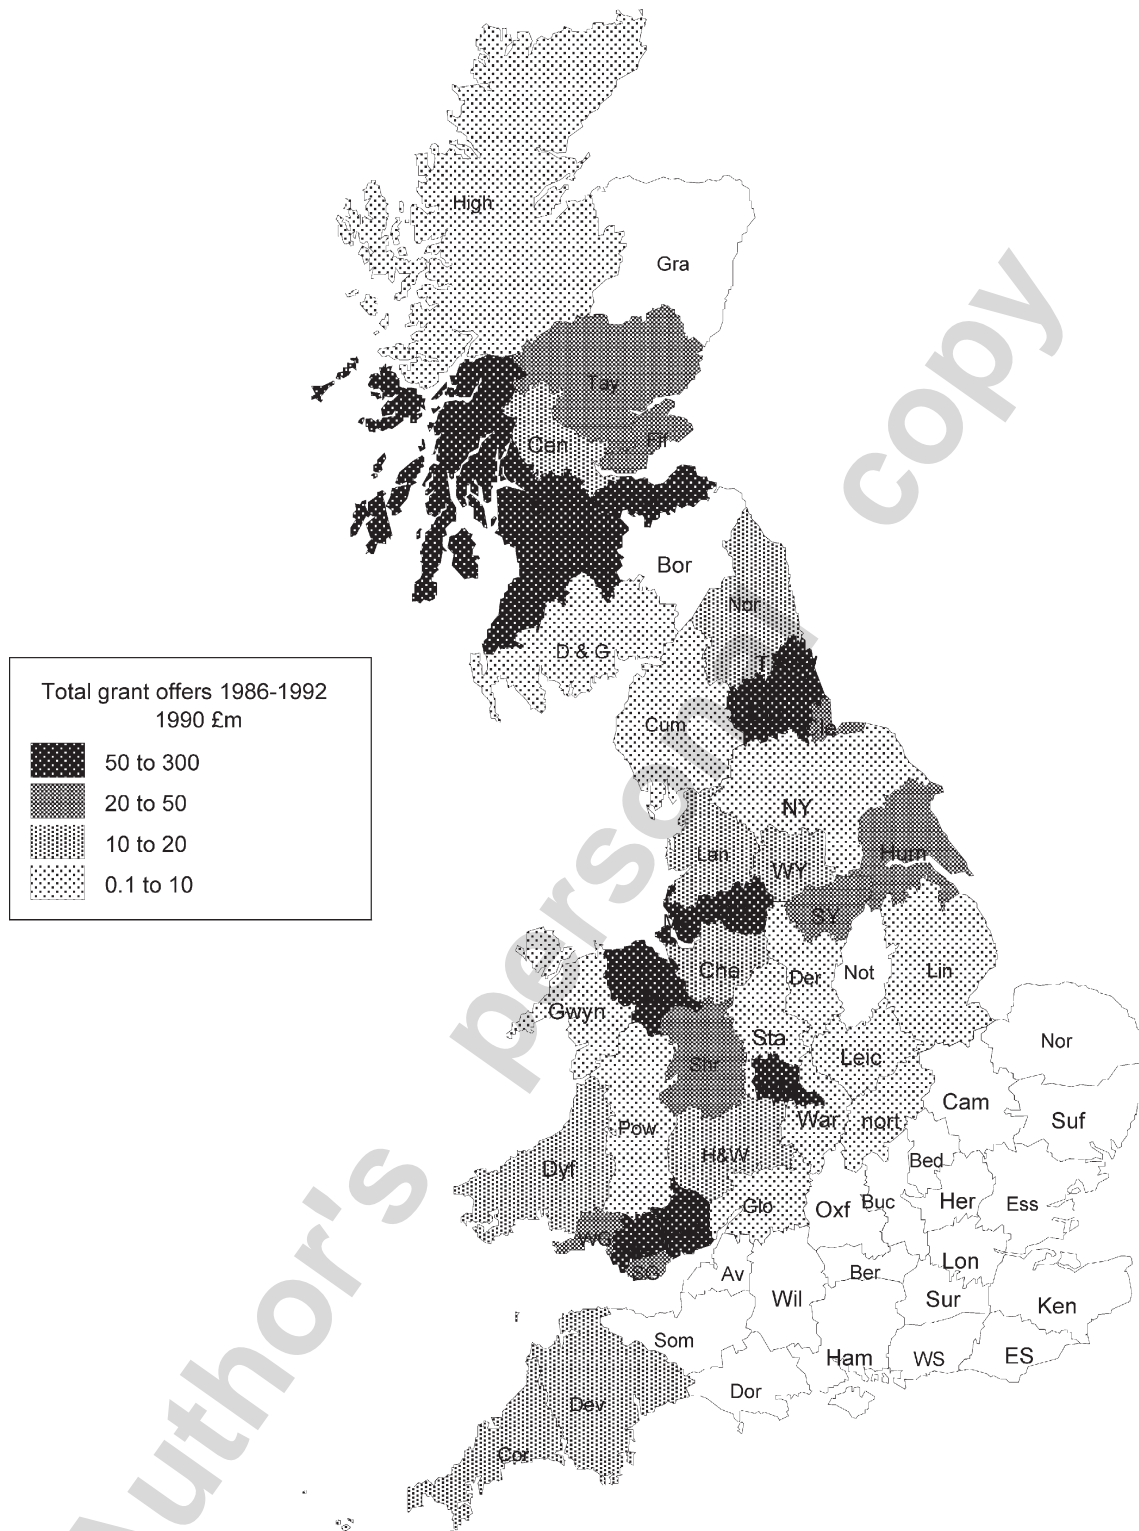 High
Gra
Tay
Fif
Cen
Bor
Nor
D & G
Total grant offers 1986-1992
1990 £m
50 to 300
20 to 50
10 to 20
0.1 to 10
Cum
NY
Lan
WY
Hum
SY
Che
Der
Not
Lin
Gwyn
Sta
Leic
Nor
Shr
Cam
Suf
War
nort
Pow
H&W
Dyf
Bed
Glo
Oxf
Buc
Her
Ess
WG
SG
Av
Ber
Lon
Wil
Sur
Ken
Som
Ham
WS
ES
Dor
Dev
Cor
Author's personal copy